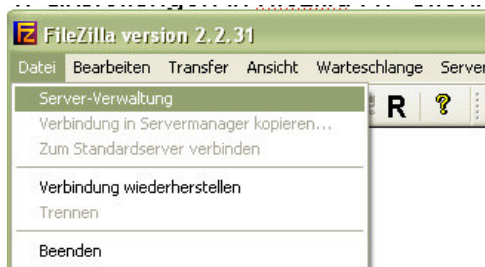 FileZilla version 2.2.31
Datei Bearbeiten Transfer Ansicht Warteschlange Server
R ?
Server-Verwaltung
Verbindung in Servermanager kopieren...
Zum Standardserver verbinden
Verbindung wiederherstellen
Trennen
Beenden